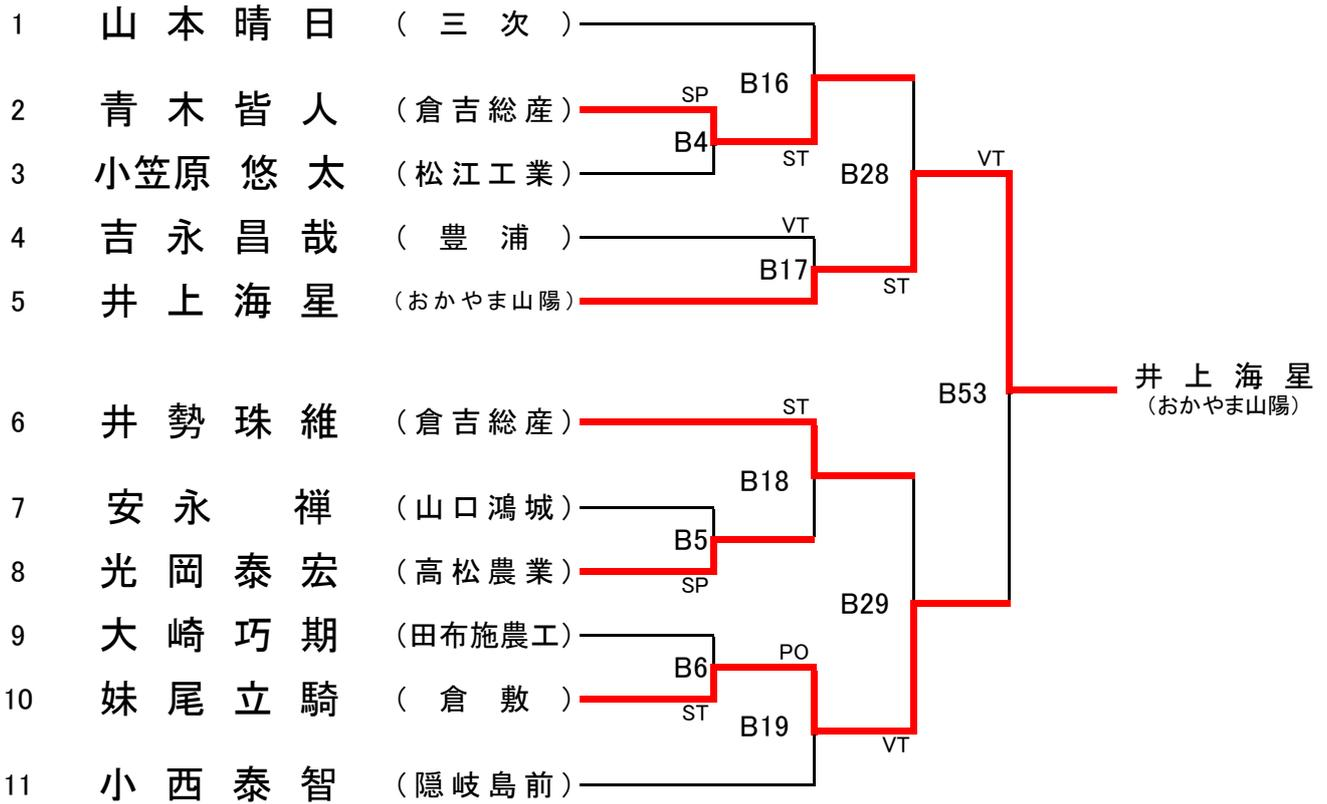 1 山本晴日 (三次)
B16
2 青木皆人 (倉吉総産) SP
B4
ST
3 小笠原悠太 (松江工業)
B28
VT
4 吉永昌哉 (豊浦) VT
B17
ST
5 井上海星 (おかやま山陽)
B53
井上海星
(おかやま山陽)
6 井勢珠維 (倉吉総産) ST
B18
7 安永 禅 (山口鴻城)
B5
8 光岡泰宏 (高松農業) SP
B29
9 大崎巧期 (田布施農工)
B6
PO
10 妹尾立騎 (倉敷) ST
B19
VT
11 小西泰智 (隠岐島前)